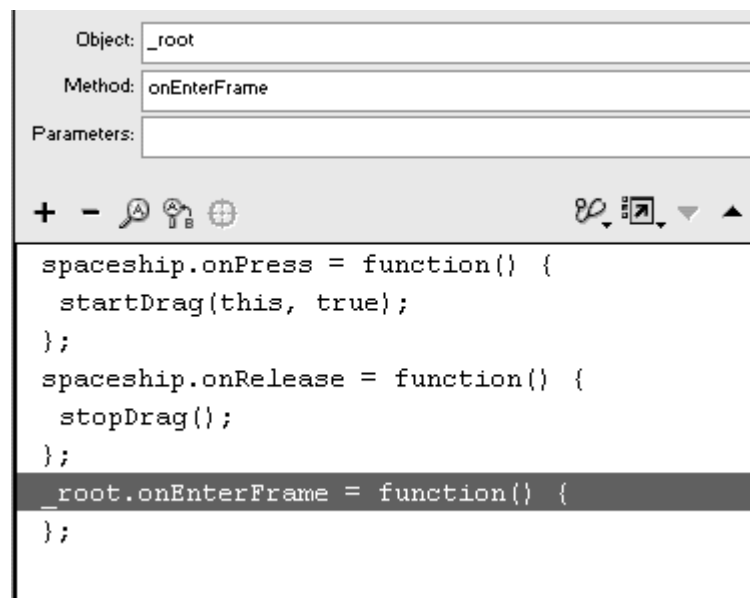 Object: _root
Method: onEnterFrame
Parameters:
spaceship.onPress = function() {
startDrag(this, true);
};
spaceship.onRelease = function() {
stopDrag();
};
_root.onEnterFrame = function() {
};